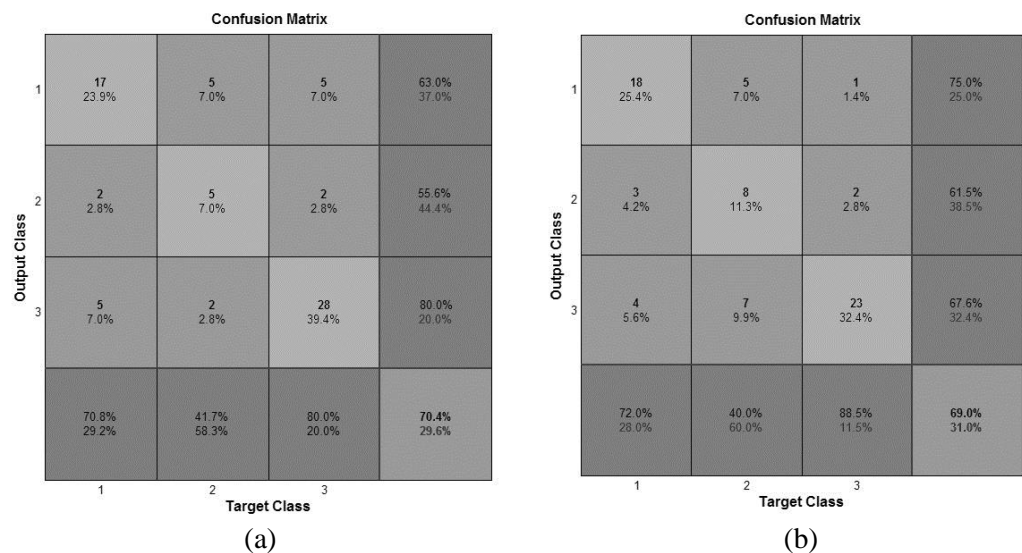 Confusion Matrix
17 5 5 63.0%
23.9% 7.0% 7.0% 37.0%
1
2 5 2 55.6%
2.8% 7.0% 2.8% 44.4%
2
5 2 28 80.0%
7.0% 2.8% 39.4% 20.0%
3
70.8% 41.7% 80.0% 70.4%
29.2% 58.3% 20.0% 29.6%
1 2 3
Output Class
Target Class
(a)
Confusion Matrix
18 5 1 75.0%
25.4% 7.0% 1.4% 25.0%
1
3 8 2 61.5%
4.2% 11.3% 2.8% 38.5%
2
4 7 23 67.6%
5.6% 9.9% 32.4% 32.4%
3
72.0% 40.0% 88.5% 69.0%
28.0% 60.0% 11.5% 31.0%
1 2 3
Output Class
Target Class
(b)